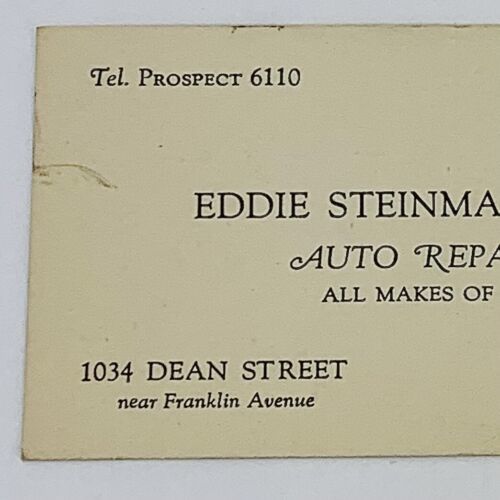 Tel. PROSPECT 6110
EDDIE STEINMA
AUTO REPA
ALL MAKES OF
1034 DEAN STREET
near Franklin Avenue